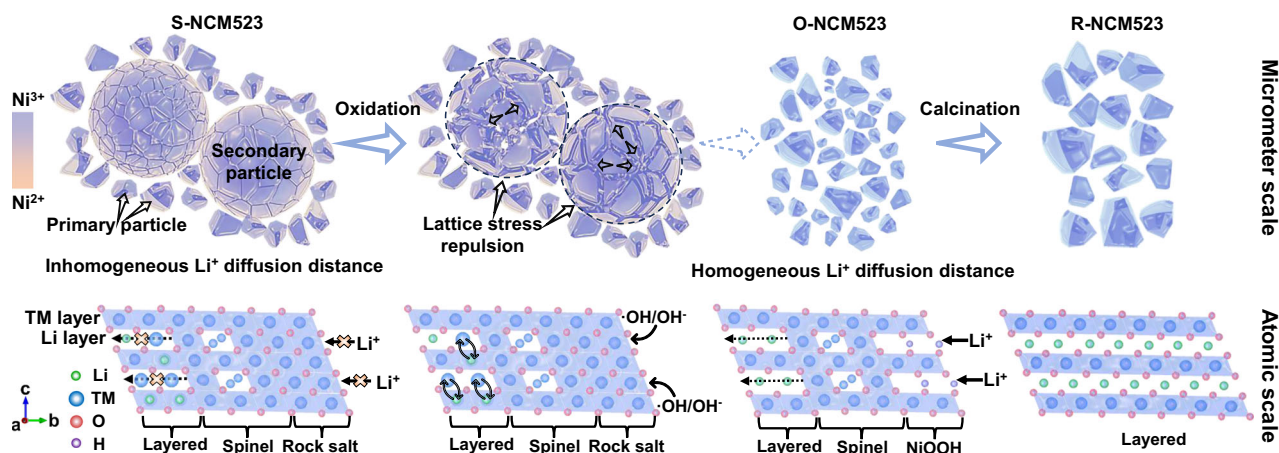 S-NCM523
O-NCM523
R-NCM523
Ni³⁺
Ni²⁺
Oxidation
Calcination
Secondary
particle
Primary particle
Lattice stress
repulsion
Inhomogeneous Li⁺ diffusion distance
Homogeneous Li⁺ diffusion distance
Micrometer scale
TM layer
Li layer
Li⁺
Li⁺
·OH/OH⁻
·OH/OH⁻
Li⁺
Li⁺
c
a
b
Li
TM
O
H
Layered
Spinel
Rock salt
Layered
Spinel
Rock salt
Layered
Spinel
NiOOH
Layered
Atomic scale